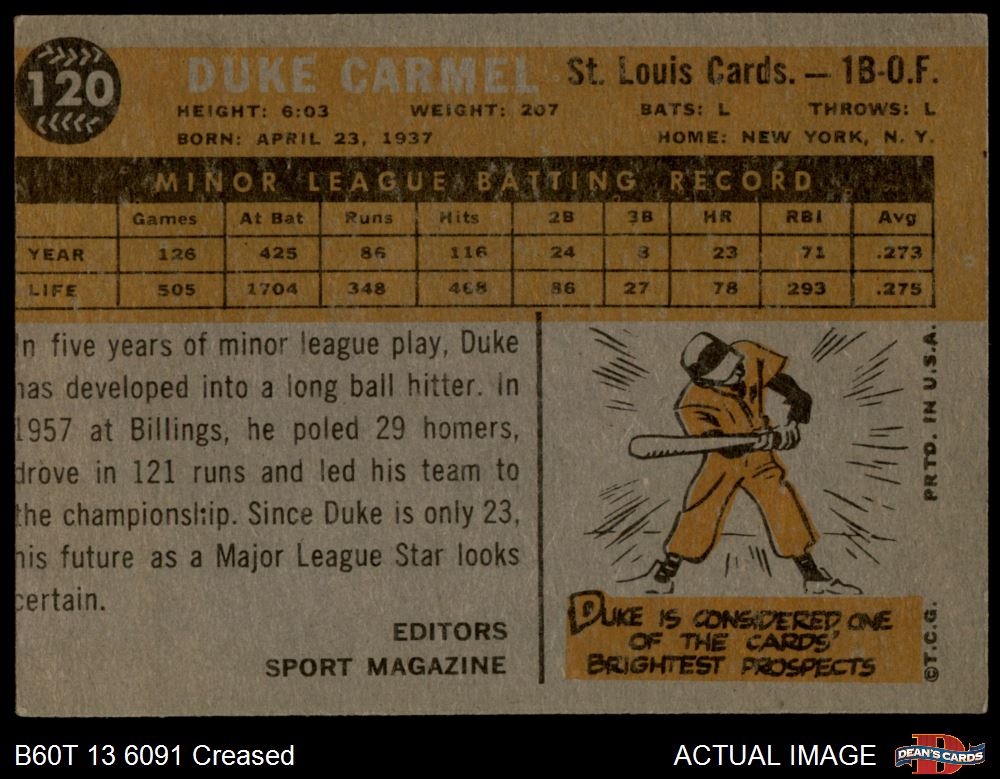 120
DUKE CARMEL St. Louis Cards. — 1B-O.F.
HEIGHT: 6:03 WEIGHT: 207 BATS: L THROWS: L
BORN: APRIL 23, 1937 HOME: NEW YORK, N. Y.
MINOR LEAGUE BATTING RECORD
Games At Bat Runs Hits 2B 3B HR RBI Avg
YEAR 126 425 86 116 24 8 23 71 .273
LIFE 505 1704 348 468 86 27 78 293 .275
In five years of minor league play, Duke
has developed into a long ball hitter. In
1957 at Billings, he poled 29 homers,
drove in 121 runs and led his team to
the championship. Since Duke is only 23,
his future as a Major League Star looks
certain.
EDITORS
SPORT MAGAZINE
DUKE IS CONSIDERED ONE
OF THE CARDS'
BRIGHTEST PROSPECTS
PRTD. IN U.S.A.
©T.C.G.
B60T 13 6091 Creased
ACTUAL IMAGE
DEAN'S CARDS